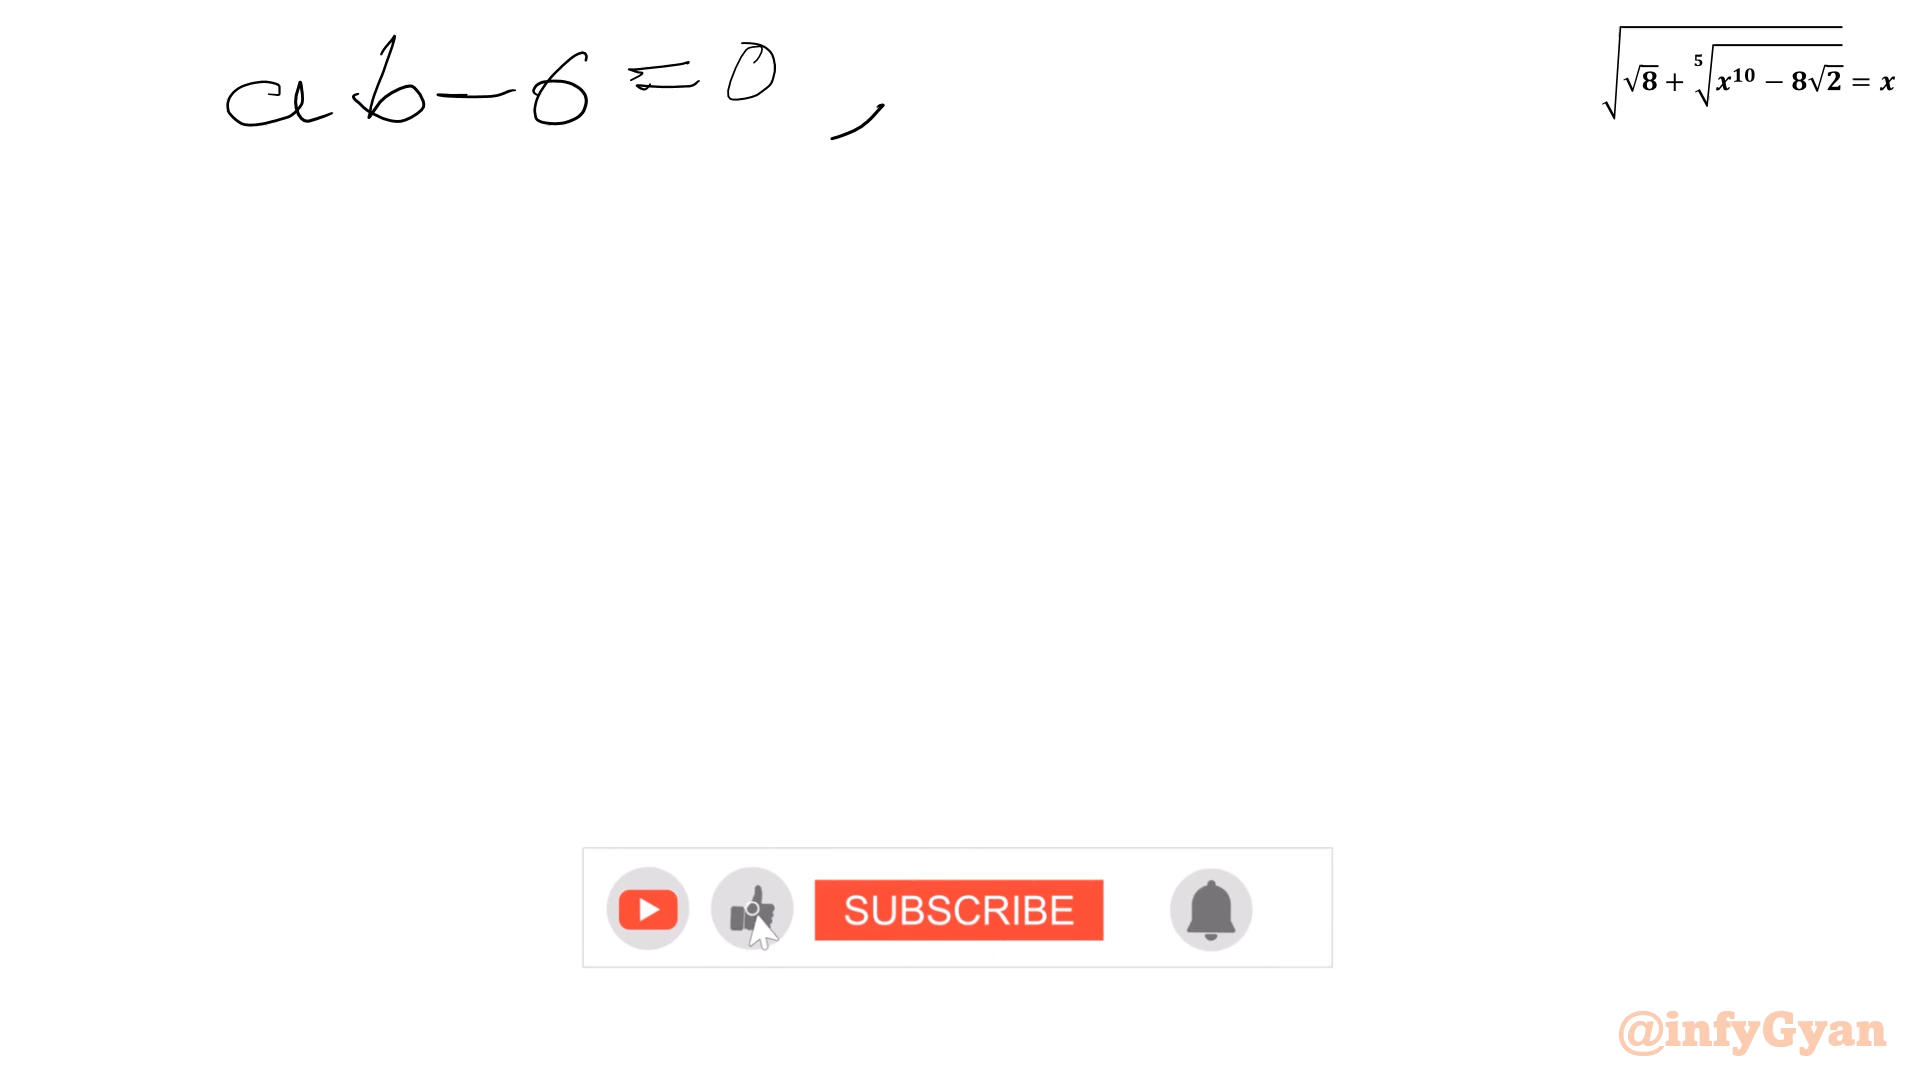 ab-6=0,
√(√8 + ⁵√(x¹⁰ − 8√2)) = x
SUBSCRIBE
@infyGyan